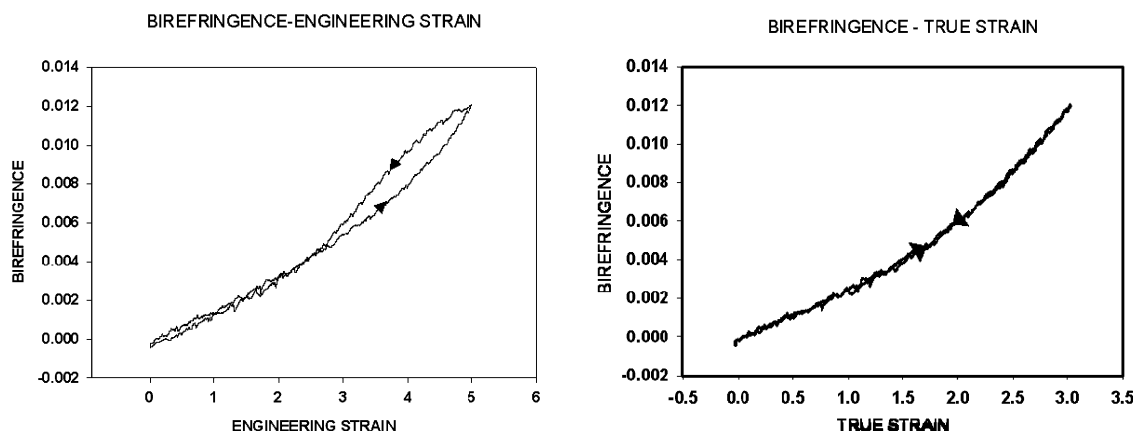 BIREFRINGENCE-ENGINEERING STRAIN
0.014
0.012
0.010
0.008
0.006
0.004
0.002
0.000
-0.002
BIREFRINGENCE
0 1 2 3 4 5 6
ENGINEERING STRAIN
BIREFRINGENCE - TRUE STRAIN
0.014
0.012
0.010
0.008
0.006
0.004
0.002
0.000
-0.002
BIREFRINGENCE
-0.5 0.0 0.5 1.0 1.5 2.0 2.5 3.0 3.5
TRUE STRAIN